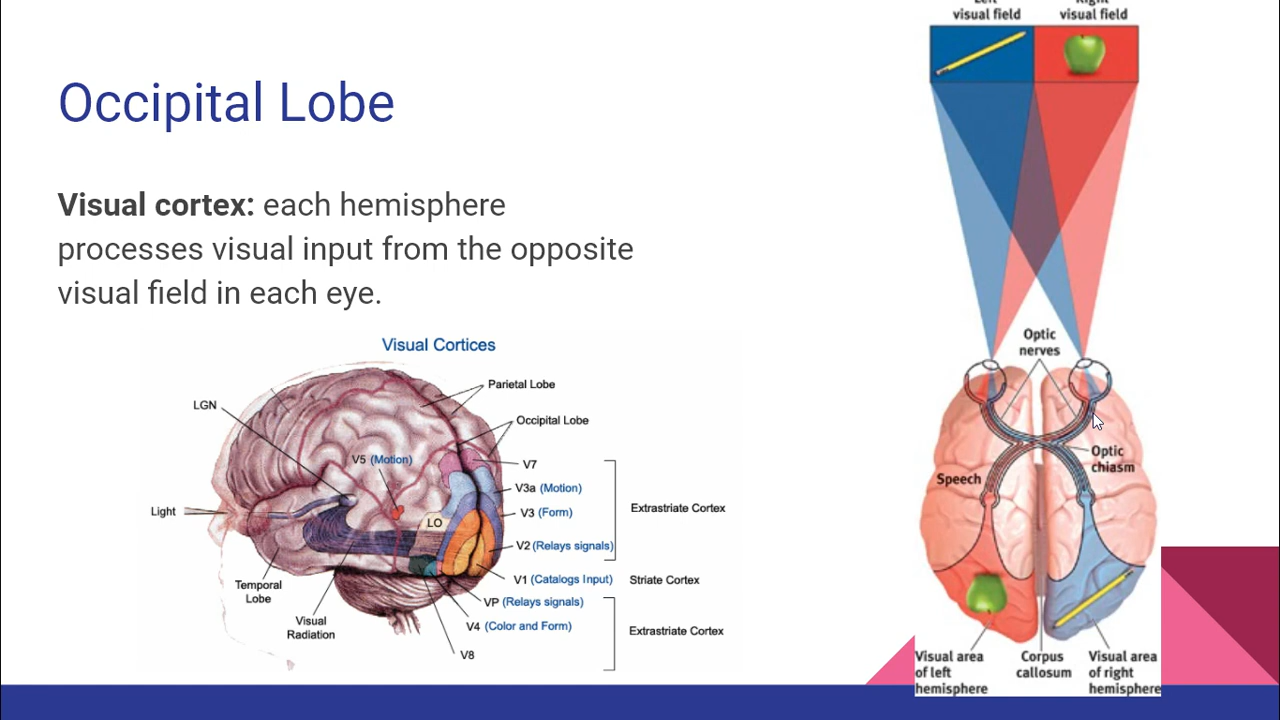 Occipital Lobe
Visual cortex: each hemisphere
processes visual input from the opposite
visual field in each eye.
Visual Cortices
LGN
Parietal Lobe
Occipital Lobe
V5 (Motion)
V7
V3a (Motion)
Light
LO
V3 (Form)
Extrastriate Cortex
V2 (Relays signals)
V1 (Catalogs Input)
Striate Cortex
Temporal
Lobe
VP (Relays signals)
Visual
Radiation
V4 (Color and Form)
Extrastriate Cortex
V8
Left
visual field
Right
visual field
Optic
nerves
Optic
chiasm
Speech
Visual area
of left
hemisphere
Corpus
callosum
Visual area
of right
hemisphere